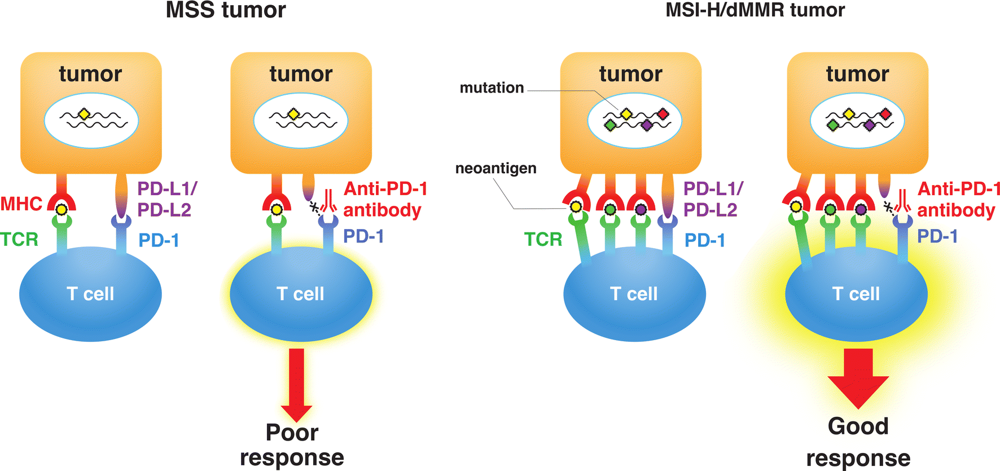 MSS tumor
MSI-H/dMMR tumor
tumor
tumor
mutation
tumor
tumor
neoantigen
MHC
PD-L1/
PD-L2
TCR
PD-1
T cell
Anti-PD-1
antibody
PD-1
T cell
PD-L1/
PD-L2
TCR
PD-1
T cell
Anti-PD-1
antibody
PD-1
T cell
Poor
response
Good
response